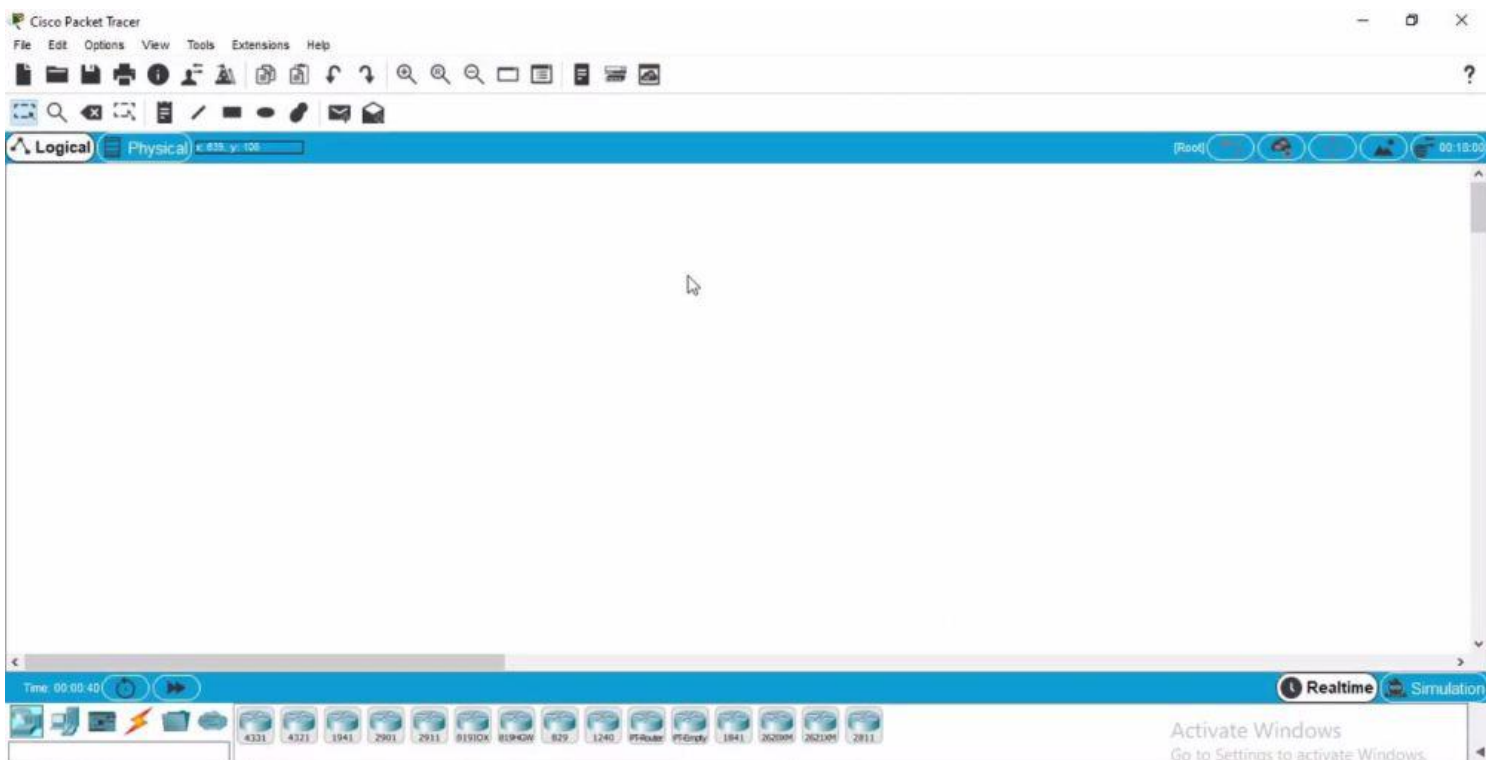 Cisco Packet Tracer
File Edit Options View Tools Extensions Help
?
Logical Physical x: 639, y: 106 [Root] 00:18:00
Time: 00:00:40 Realtime Simulation
4331 4321 1941 2901 2911 819IOX 819HGW 829 1240 PT-Router PT-Empty 1841 2620XM 2621XM 2811
Activate Windows
Go to Settings to activate Windows.